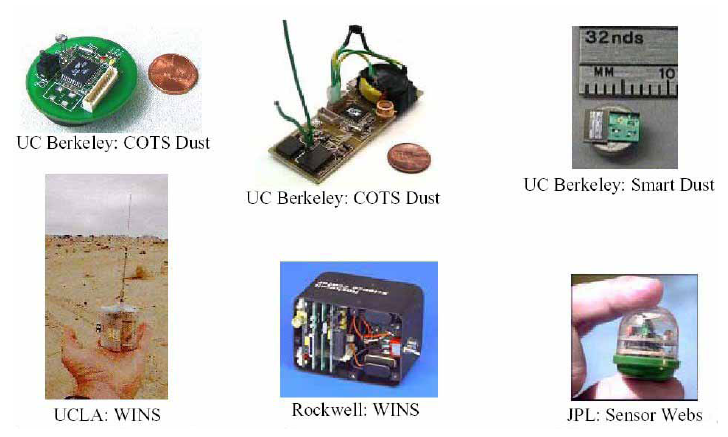 32nds
MM 10
UC Berkeley: COTS Dust
UC Berkeley: COTS Dust
UC Berkeley: Smart Dust
UCLA: WINS
Rockwell: WINS
JPL: Sensor Webs